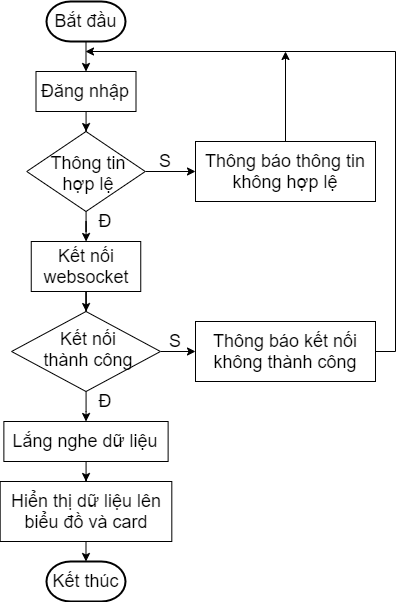 Bắt đầu
Đăng nhập
Thông tin
hợp lệ
S
Thông báo thông tin
không hợp lệ
Đ
Kết nối
websocket
Kết nối
thành công
S
Thông báo kết nối
không thành công
Đ
Lắng nghe dữ liệu
Hiển thị dữ liệu lên
biểu đồ và card
Kết thúc